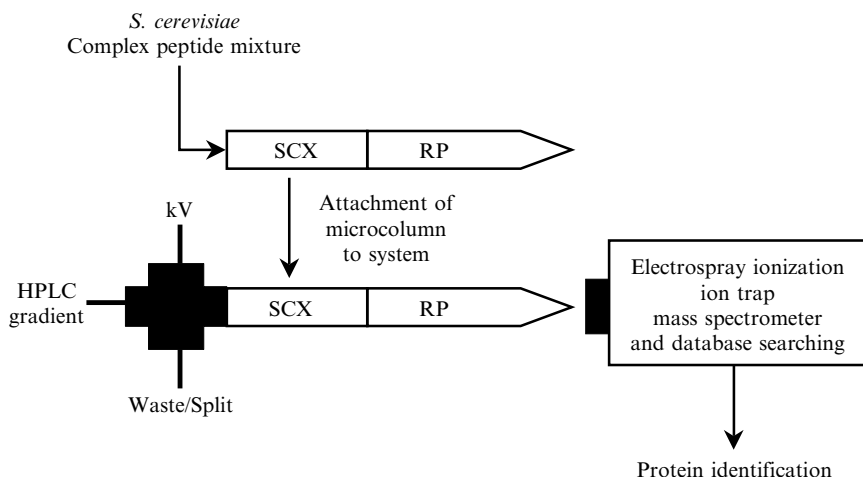 S. cerevisiae
Complex peptide mixture
SCX
RP
Attachment of
microcolumn
to system
kV
HPLC
gradient
SCX
RP
Waste/Split
Electrospray ionization
ion trap
mass spectrometer
and database searching
Protein identification